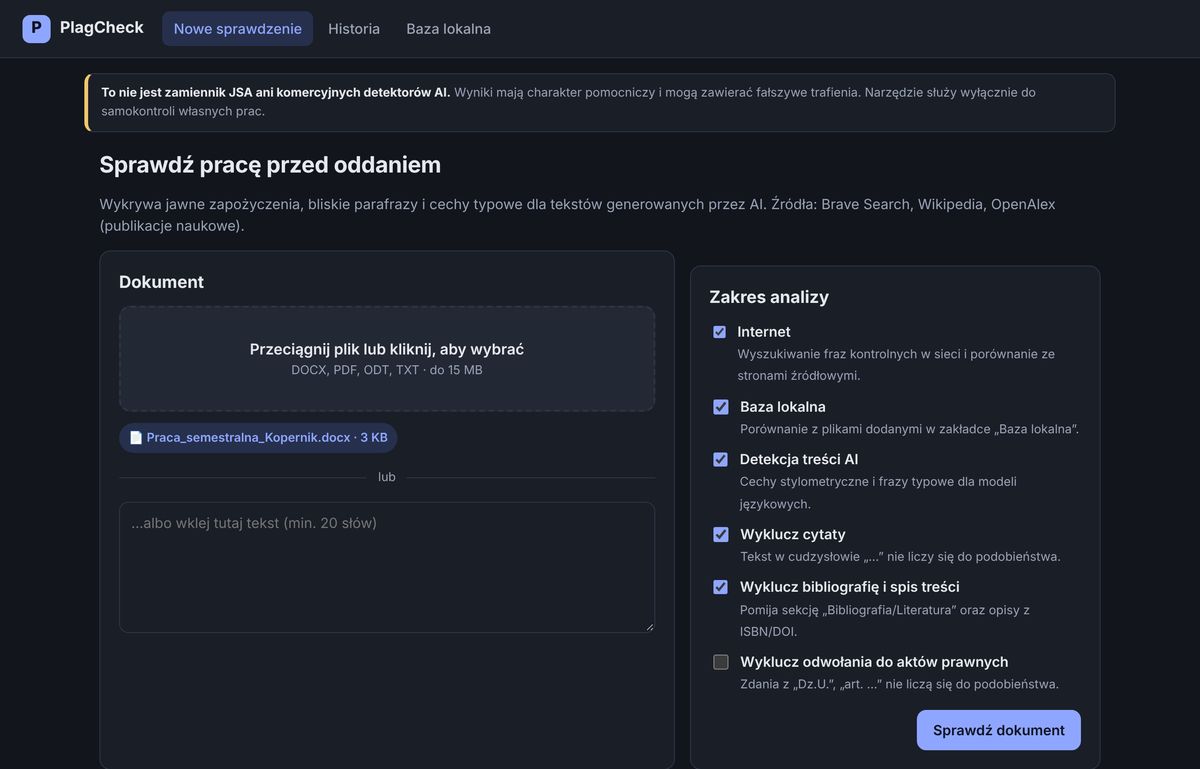 P PlagCheck Nowe sprawdzenie Historia Baza lokalna
To nie jest zamiennik JSA ani komercyjnych detektorów AI. Wyniki mają charakter pomocniczy i mogą zawierać fałszywe trafienia. Narzędzie służy wyłącznie do
samokontroli własnych prac.
Sprawdź pracę przed oddaniem
Wykrywa jawne zapożyczenia, bliskie parafrazy i cechy typowe dla tekstów generowanych przez AI. Źródła: Brave Search, Wikipedia, OpenAlex
(publikacje naukowe).
Dokument
Przeciągnij plik lub kliknij, aby wybrać
DOCX, PDF, ODT, TXT · do 15 MB
Praca_semestralna_Kopernik.docx · 3 KB
lub
...albo wklej tutaj tekst (min. 20 słów)
Zakres analizy
Internet
Wyszukiwanie fraz kontrolnych w sieci i porównanie ze
stronami źródłowymi.
Baza lokalna
Porównanie z plikami dodanymi w zakładce „Baza lokalna”.
Detekcja treści AI
Cechy stylometryczne i frazy typowe dla modeli
językowych.
Wyklucz cytaty
Tekst w cudzysłowie „...” nie liczy się do podobieństwa.
Wyklucz bibliografię i spis treści
Pomija sekcję „Bibliografia/Literatura” oraz opisy z
ISBN/DOI.
Wyklucz odwołania do aktów prawnych
Zdania z „Dz.U.”, „art. ...” nie liczą się do podobieństwa.
Sprawdź dokument